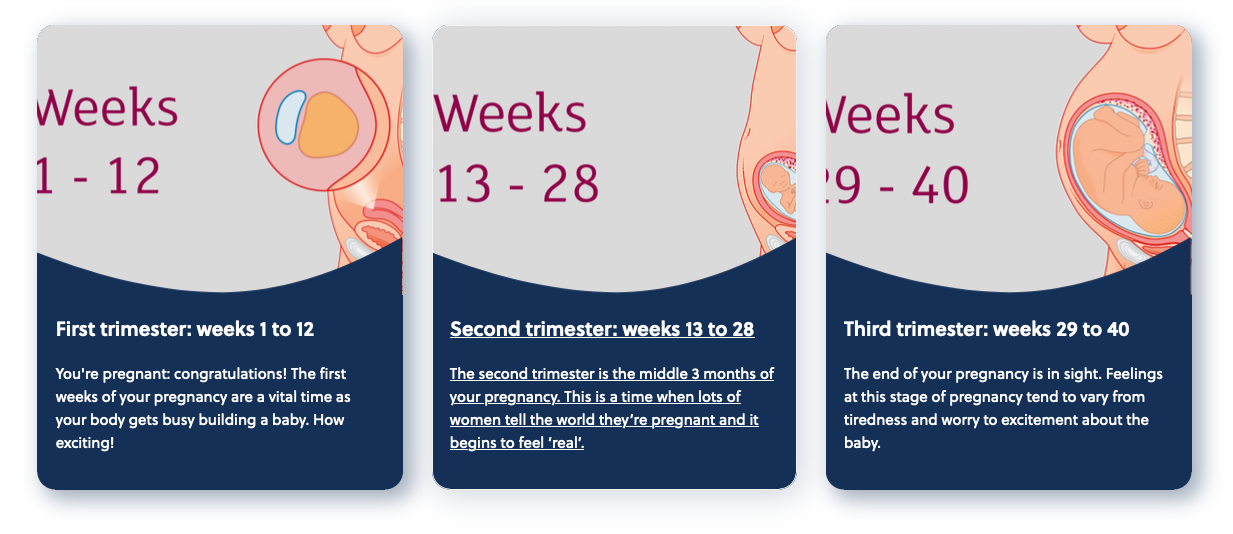 Weeks
1 - 12
First trimester: weeks 1 to 12
You're pregnant: congratulations! The first
weeks of your pregnancy are a vital time as
your body gets busy building a baby. How
exciting!
Weeks
13 - 28
Second trimester: weeks 13 to 28
The second trimester is the middle 3 months of
your pregnancy. This is a time when lots of
women tell the world they’re pregnant and it
begins to feel ‘real’.
Weeks
29 - 40
Third trimester: weeks 29 to 40
The end of your pregnancy is in sight. Feelings
at this stage of pregnancy tend to vary from
tiredness and worry to excitement about the
baby.